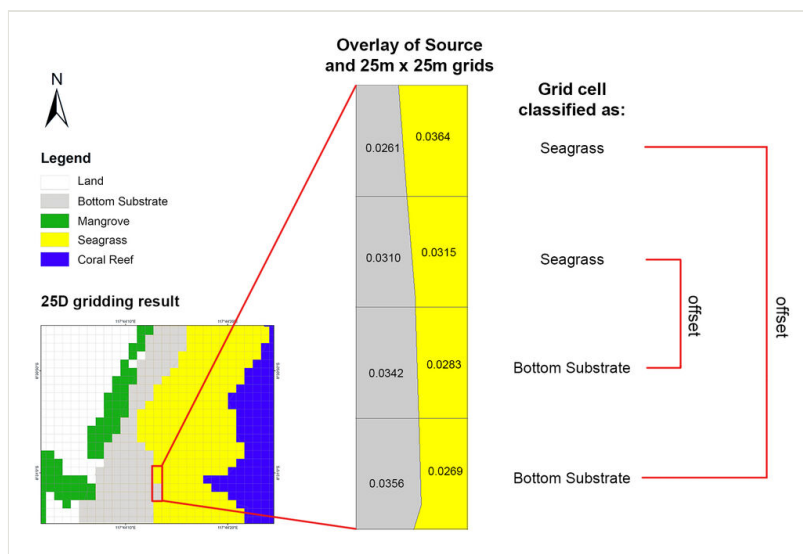 Overlay of Source
and 25m x 25m grids
Grid cell
classified as:
N
Legend
Land
Bottom Substrate
Mangrove
Seagrass
Coral Reef
25D gridding result
0.0261
0.0364
0.0310
0.0315
0.0342
0.0283
0.0356
0.0269
Seagrass
Seagrass
Bottom Substrate
Bottom Substrate
offset
offset